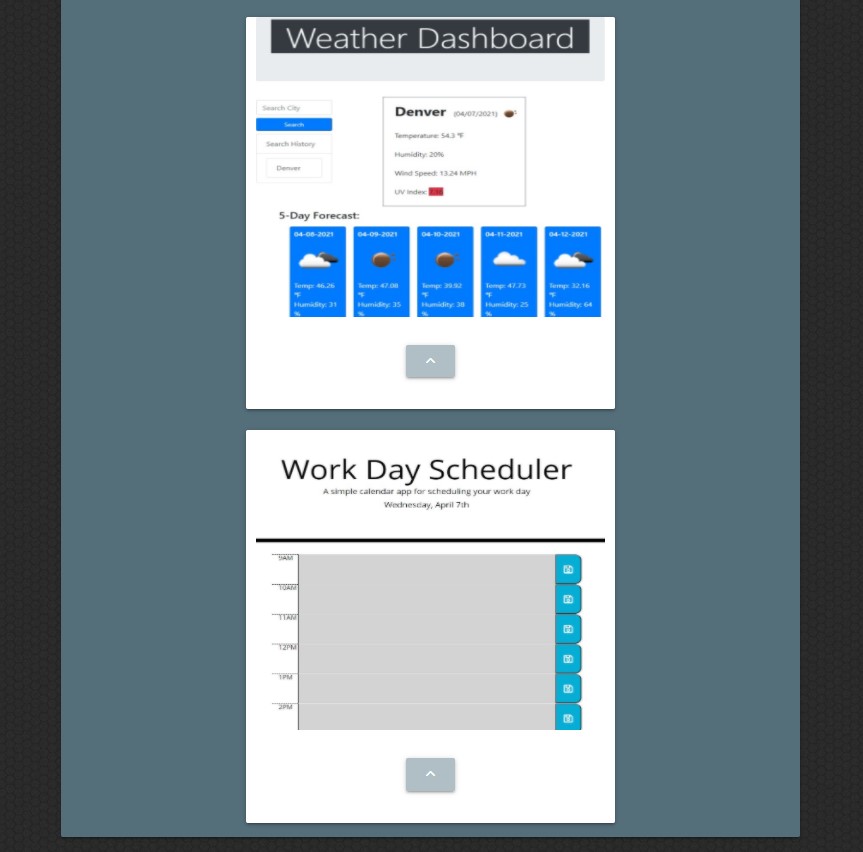 Weather Dashboard
Search City
Search
Search History
Denver
Denver (04/07/2021)
Temperature: 54.3 °F
Humidity: 20%
Wind Speed: 13.24 MPH
UV Index:
5-Day Forecast:
04-08-2021 04-09-2021 04-10-2021 04-11-2021 04-12-2021
Temp: 46.26 Temp: 47.08 Temp: 39.92 Temp: 47.73 Temp: 32.16
°F °F °F °F °F
Humidity: 31 Humidity: 35 Humidity: 38 Humidity: 25 Humidity: 64
% % % % %
Work Day Scheduler
A simple calendar app for scheduling your work day
Wednesday, April 7th
9AM
10AM
11AM
12PM
1PM
2PM